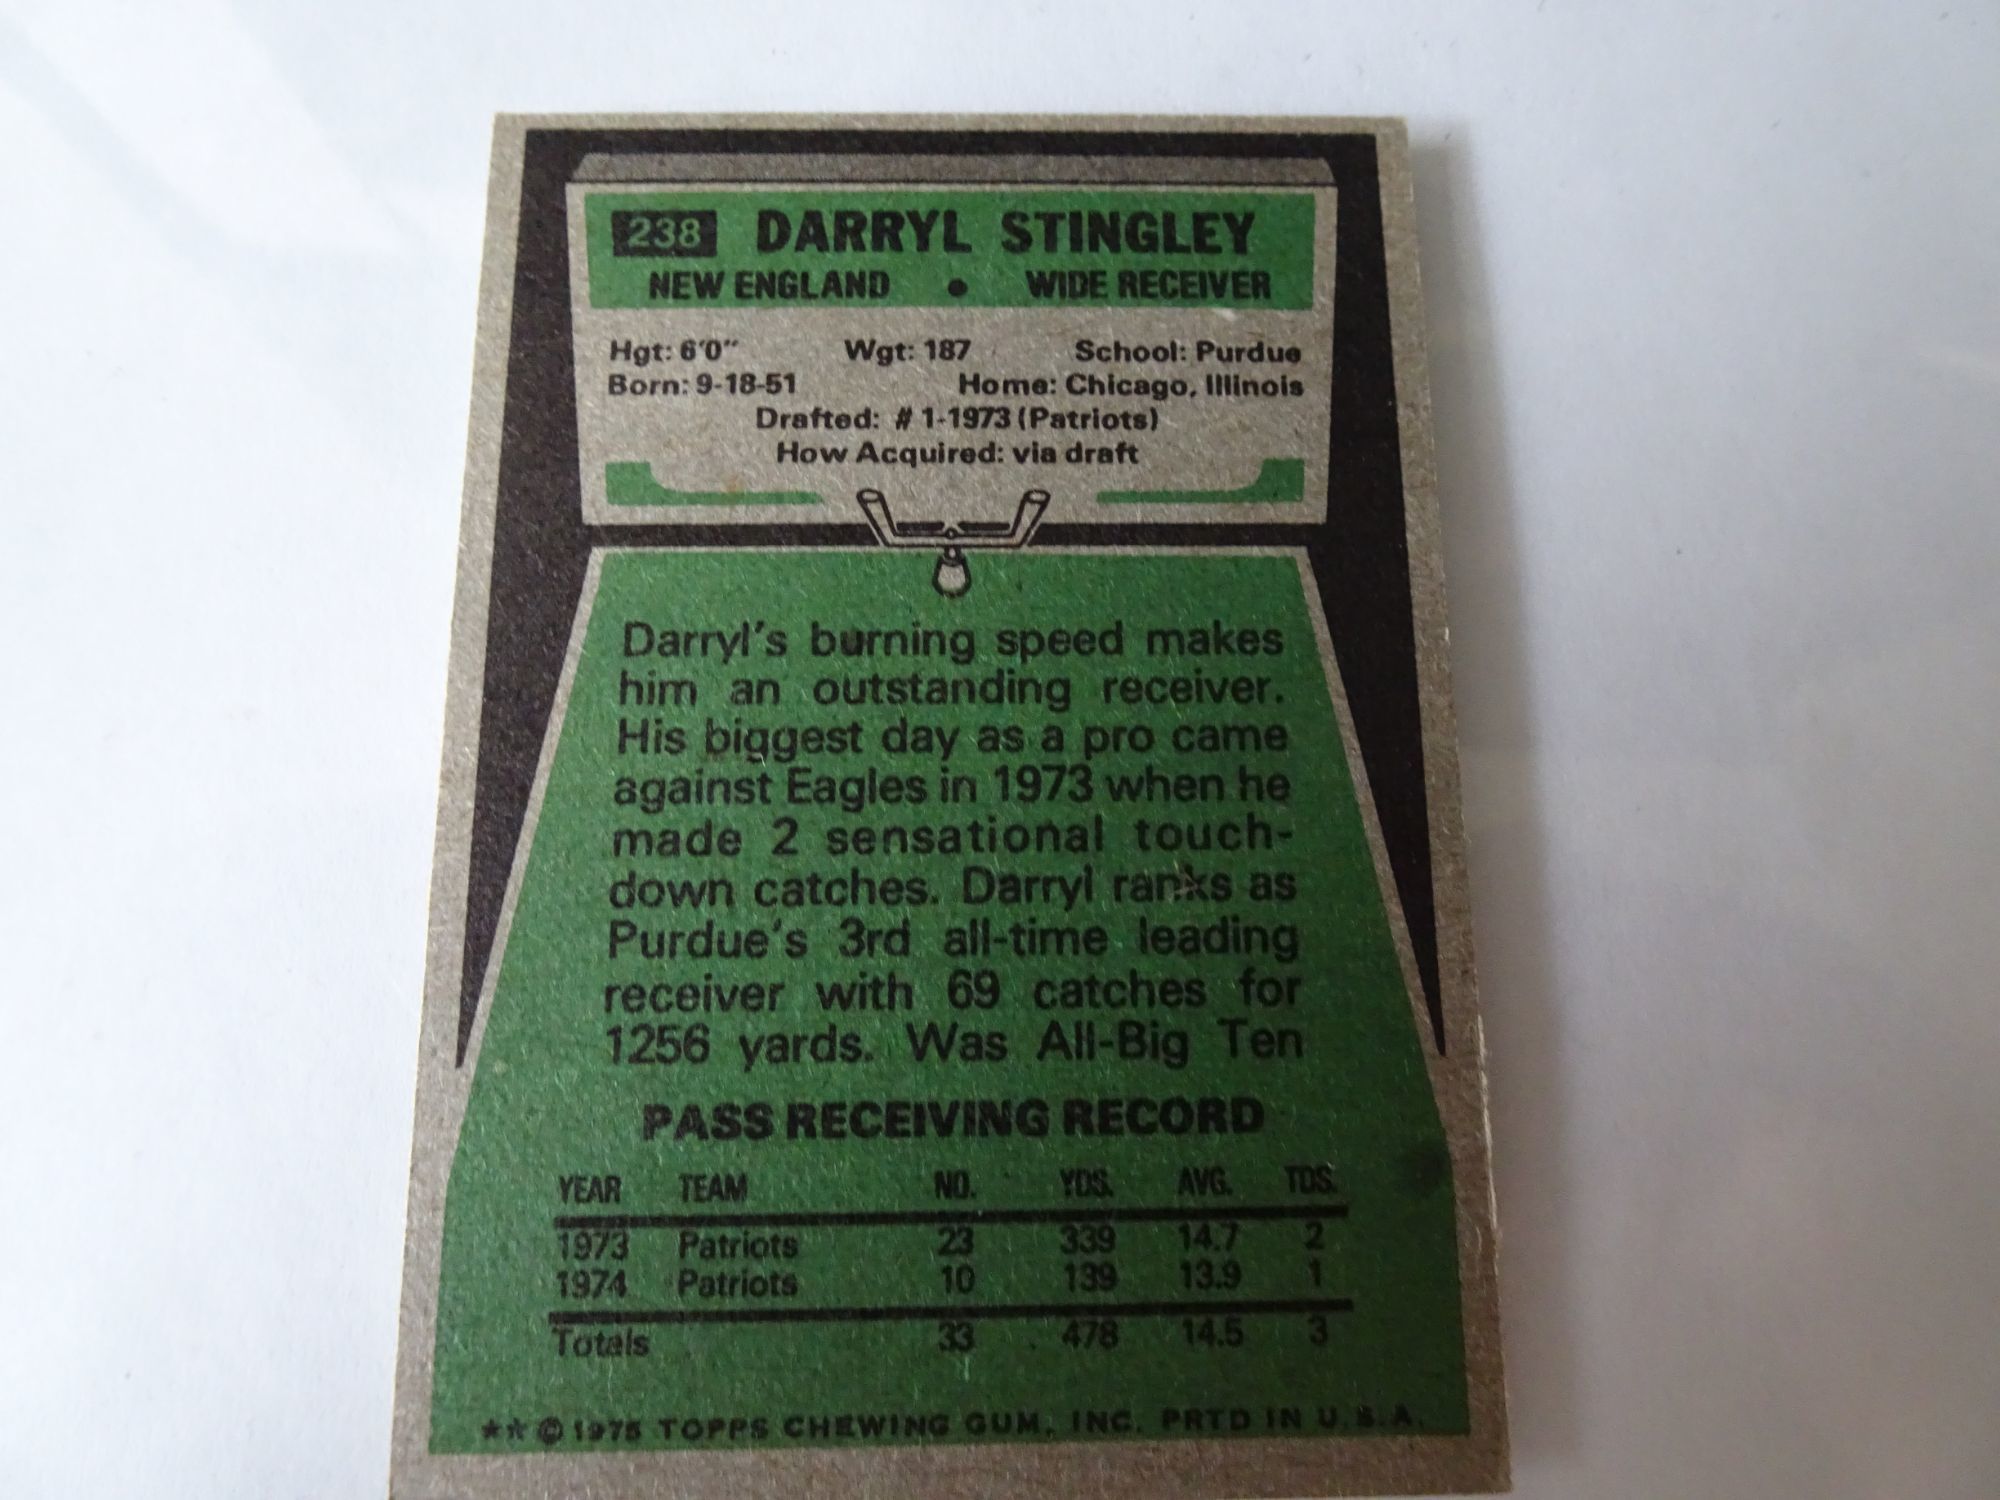 238 DARRYL STINGLEY
NEW ENGLAND • WIDE RECEIVER
Hgt: 6'0" Wgt: 187 School: Purdue
Born: 9-18-51 Home: Chicago, Illinois
Drafted: # 1-1973 (Patriots)
How Acquired: via draft
Darryl's burning speed makes
him an outstanding receiver.
His biggest day as a pro came
against Eagles in 1973 when he
made 2 sensational touch-
down catches. Darryl ranks as
Purdue's 3rd all-time leading
receiver with 69 catches for
1256 yards. Was All-Big Ten
PASS RECEIVING RECORD
YEAR TEAM NO. YDS. AVG. TDS.
1973 Patriots 23 339 14.7 2
1974 Patriots 10 139 13.9 1
Totals 33 478 14.5 3
★★ © 1975 TOPPS CHEWING GUM, INC. PRTD IN U.S.A.